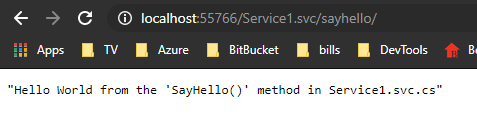 localhost:55766/Service1.svc/sayhello/
Apps TV Azure BitBucket bills DevTools
"Hello World from the 'SayHello()' method in Service1.svc.cs"